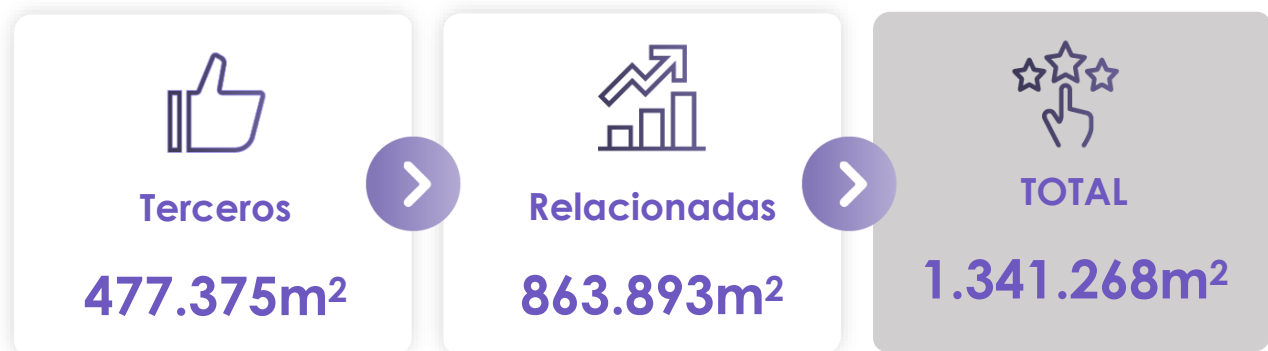 Terceros
477.375m²
Relacionadas
863.893m²
TOTAL
1.341.268m²